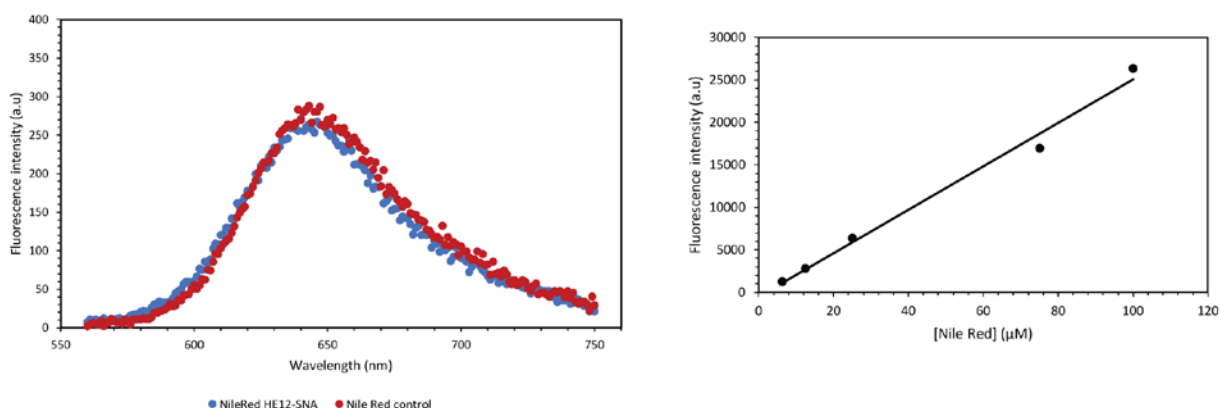 400
350
300
250
200
150
100
50
0
Fluorescence intensity (a.u)
550 600 650 700 750
Wavelength (nm)
NileRed HE12-SNA Nile Red control
30000
25000
20000
15000
10000
5000
0
Fluorescence intensity (a.u)
0 20 40 60 80 100 120
[Nile Red] (μM)